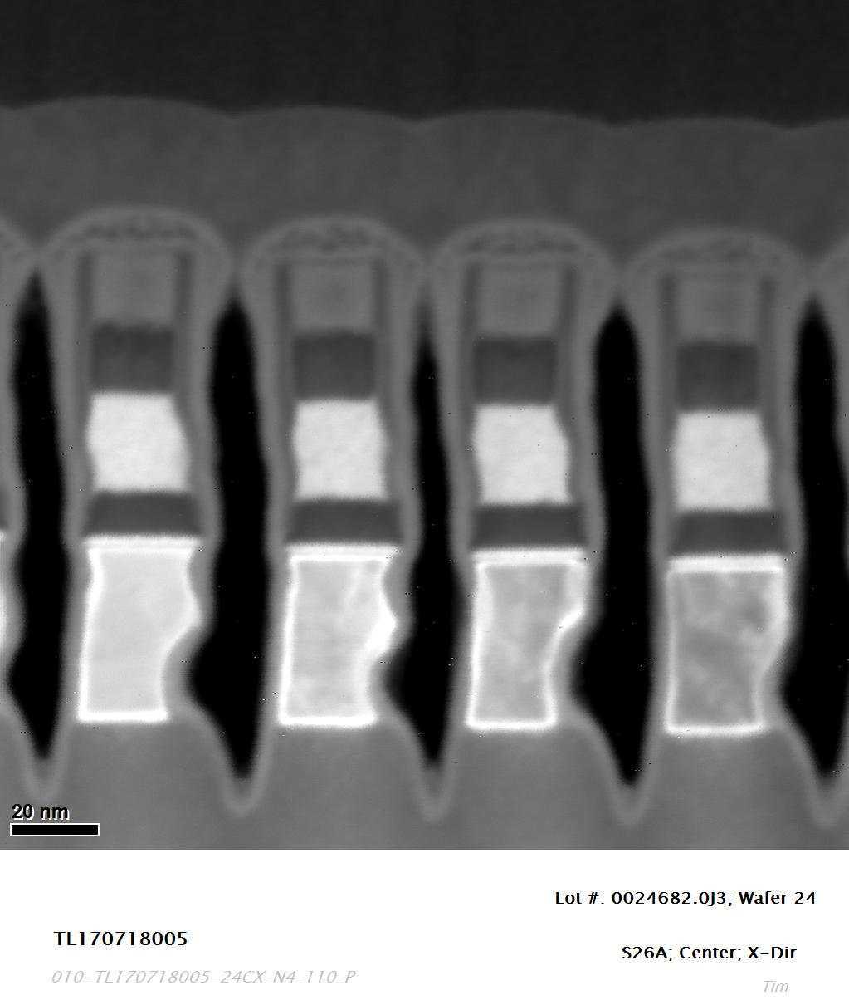 20 nm
Lot #: 0024682.0J3; Wafer 24
TL170718005
S26A; Center; X-Dir
010-TL170718005-24CX_N4_110_P
Tim